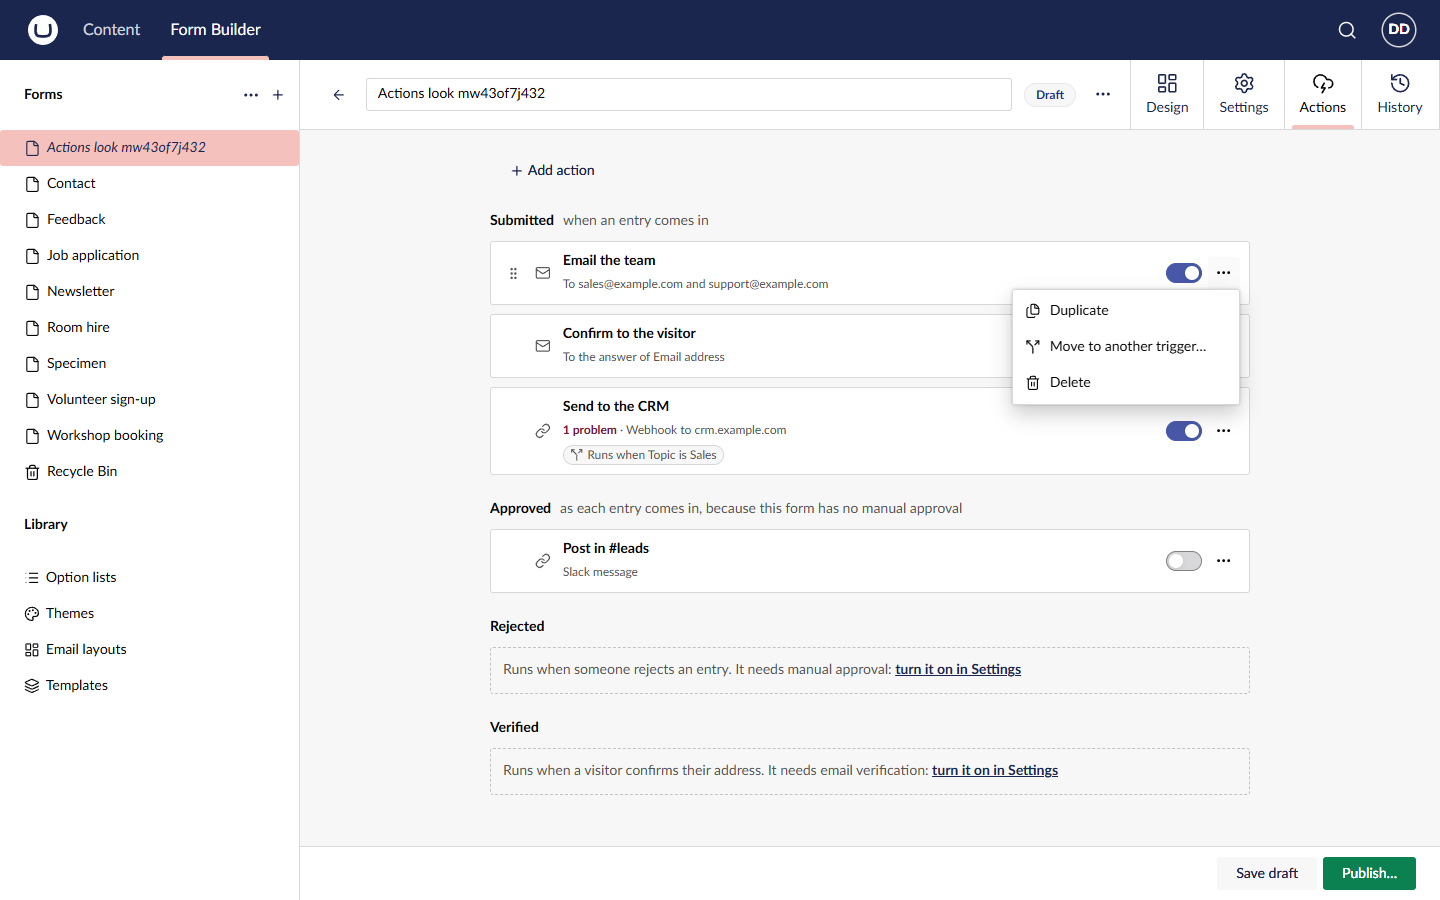 Content
Form Builder
DD
Forms
Actions look mw43of7j432
Draft
Design
Settings
Actions
History
Actions look mw43of7j432
Contact
Feedback
Job application
Newsletter
Room hire
Specimen
Volunteer sign-up
Workshop booking
Recycle Bin
Library
Option lists
Themes
Email layouts
Templates
+ Add action
Submitted when an entry comes in
Email the team
To sales@example.com and support@example.com
Duplicate
Move to another trigger...
Delete
Confirm to the visitor
To the answer of Email address
Send to the CRM
1 problem · Webhook to crm.example.com
Runs when Topic is Sales
Approved as each entry comes in, because this form has no manual approval
Post in #leads
Slack message
Rejected
Runs when someone rejects an entry. It needs manual approval: turn it on in Settings
Verified
Runs when a visitor confirms their address. It needs email verification: turn it on in Settings
Save draft
Publish...